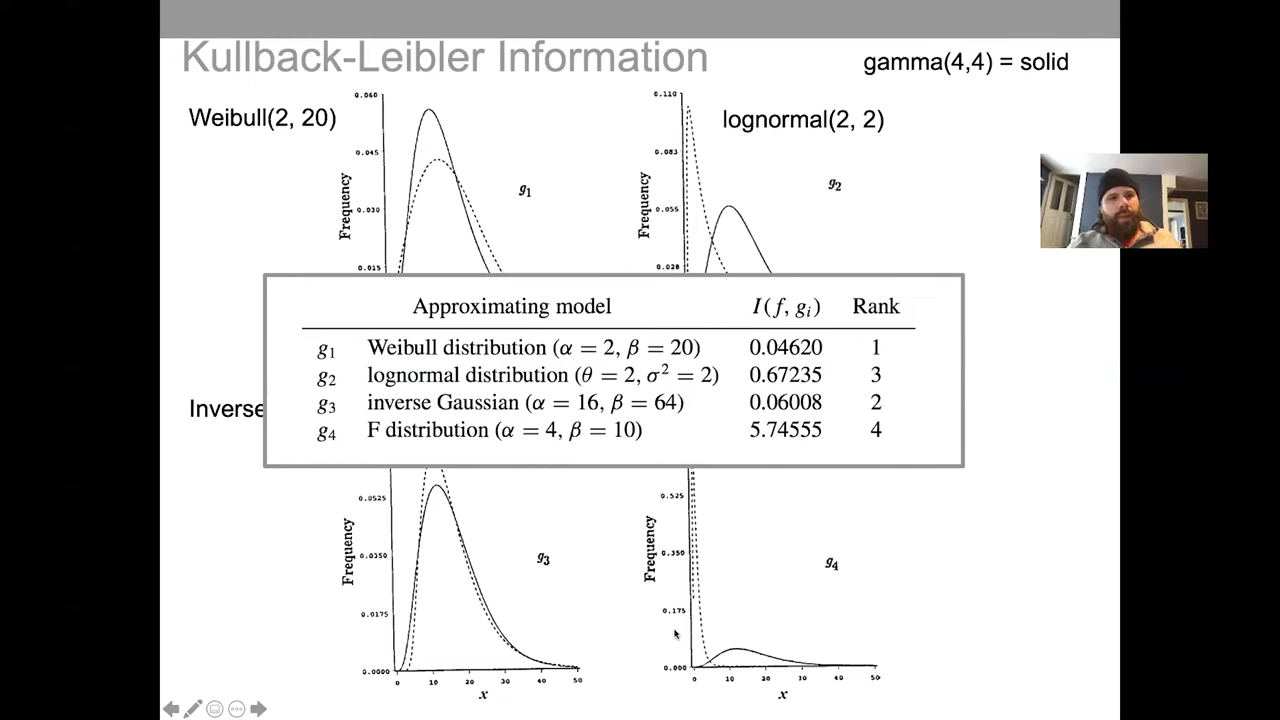 Kullback-Leibler Information
gamma(4,4) = solid
Weibull(2, 20)
lognormal(2, 2)
0.060
0.045
0.030
0.015
Frequency
g₁
0.110
0.083
0.055
0.028
Frequency
g₂
Approximating model I(f, gᵢ) Rank
g₁ Weibull distribution (α = 2, β = 20) 0.04620 1
g₂ lognormal distribution (θ = 2, σ² = 2) 0.67235 3
g₃ inverse Gaussian (α = 16, β = 64) 0.06008 2
g₄ F distribution (α = 4, β = 10) 5.74555 4
Inverse
0.0525
0.0350
0.0175
0.0000
Frequency
g₃
0 10 20 30 40 50
x
0.525
0.350
0.175
0.000
Frequency
g₄
0 10 20 30 40 50
x